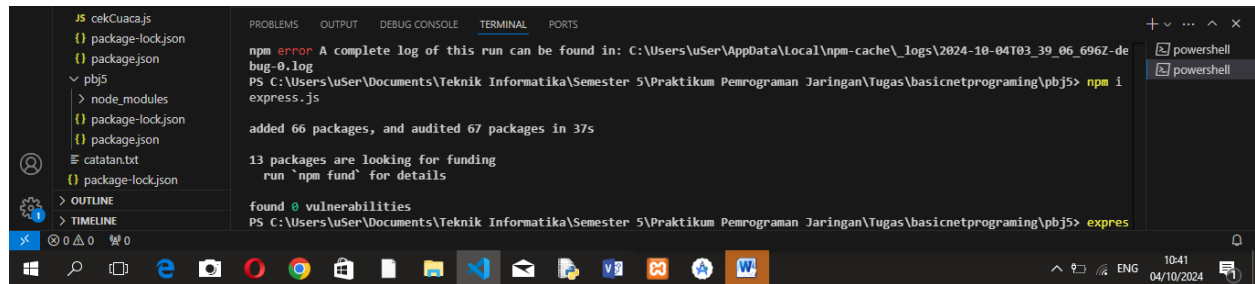 JS cekCuaca.js
{} package-lock.json
{} package.json
pbj5
node_modules
{} package-lock.json
{} package.json
catatan.txt
{} package-lock.json
OUTLINE
TIMELINE
PROBLEMS OUTPUT DEBUG CONSOLE TERMINAL PORTS
npm error A complete log of this run can be found in: C:\Users\uSer\AppData\Local\npm-cache\_logs\2024-10-04T03_39_06_696Z-de
bug-0.log
PS C:\Users\uSer\Documents\Teknik Informatika\Semester 5\Praktikum Pemrograman Jaringan\Tugas\basicnetprograming\pbj5> npm i
express.js
added 66 packages, and audited 67 packages in 37s
13 packages are looking for funding
run `npm fund` for details
found 0 vulnerabilities
PS C:\Users\uSer\Documents\Teknik Informatika\Semester 5\Praktikum Pemrograman Jaringan\Tugas\basicnetprograming\pbj5> expres
powershell
powershell
1
0 0 0
ENG
10:41
04/10/2024
1